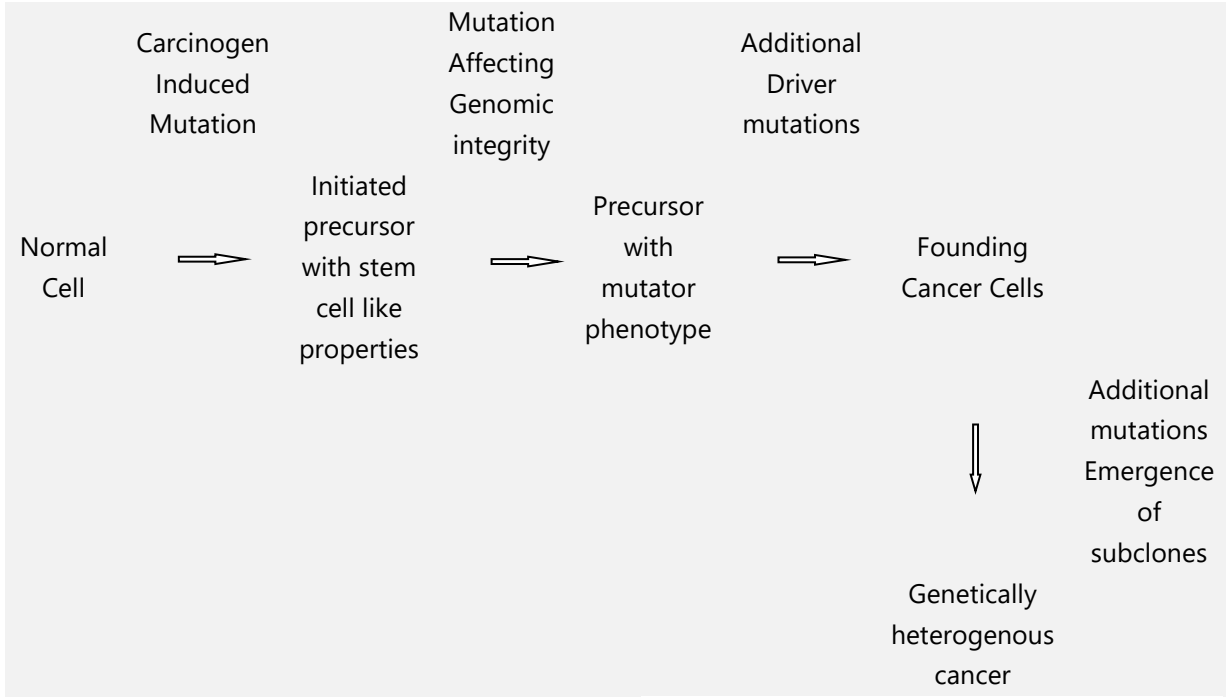 Carcinogen
Induced
Mutation
Mutation
Affecting
Genomic
integrity
Additional
Driver
mutations
Normal
Cell
Initiated
precursor
with stem
cell like
properties
Precursor
with
mutator
phenotype
Founding
Cancer Cells
Additional
mutations
Emergence
of
subclones
Genetically
heterogenous
cancer